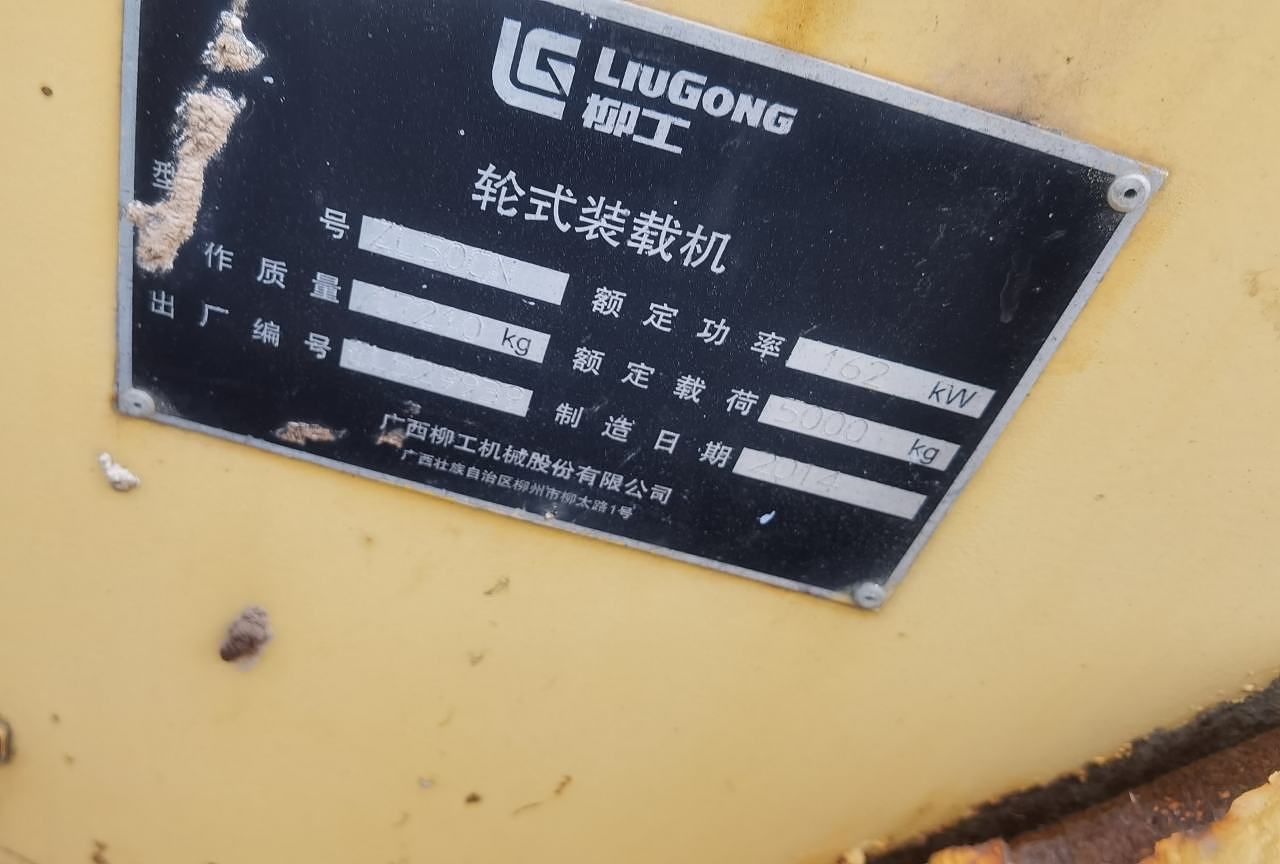 LIUGONG
柳工
轮式装载机
型 号 ZL50CN 额定功率 162 kW
作质量 kg 额定载荷 5000 kg
出厂编号 制造日期 2014
广西柳工机械股份有限公司
广西壮族自治区柳州市柳太路1号